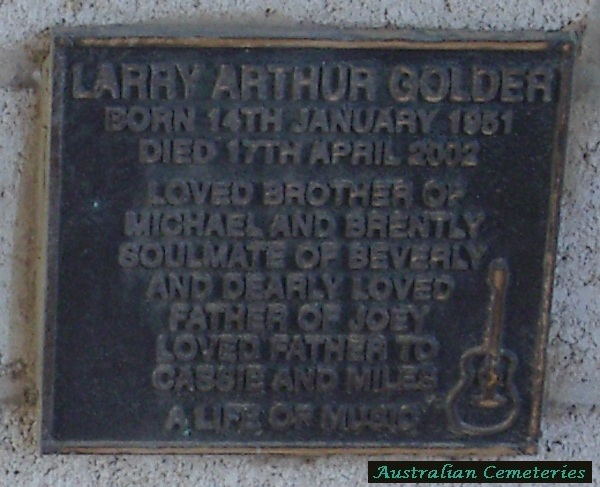 LARRY ARTHUR GOLDER
BORN 14TH JANUARY 1951
DIED 17TH APRIL 2002
LOVED BROTHER OF
MICHAEL AND BRENTLY
SOULMATE OF BEVERLY
AND DEARLY LOVED
FATHER OF JOEY
LOVED FATHER TO
CASSIE AND MILES
A LIFE OF MUSIC
Australian Cemeteries